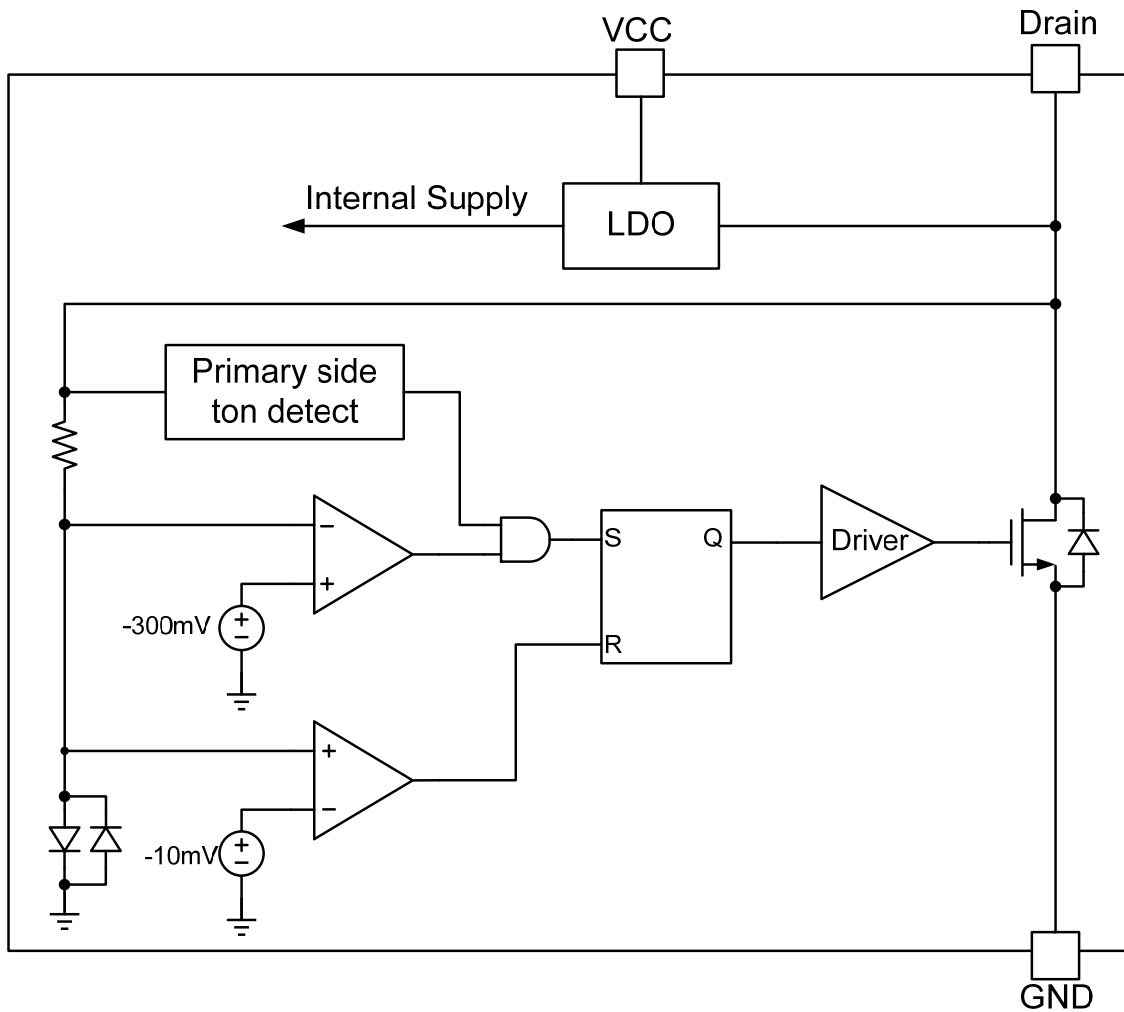 VCC
Drain
Internal Supply
LDO
Primary side
ton detect
−
+
+
−
-300mV
S
Q
R
Driver
+
−
+
−
-10mV
GND